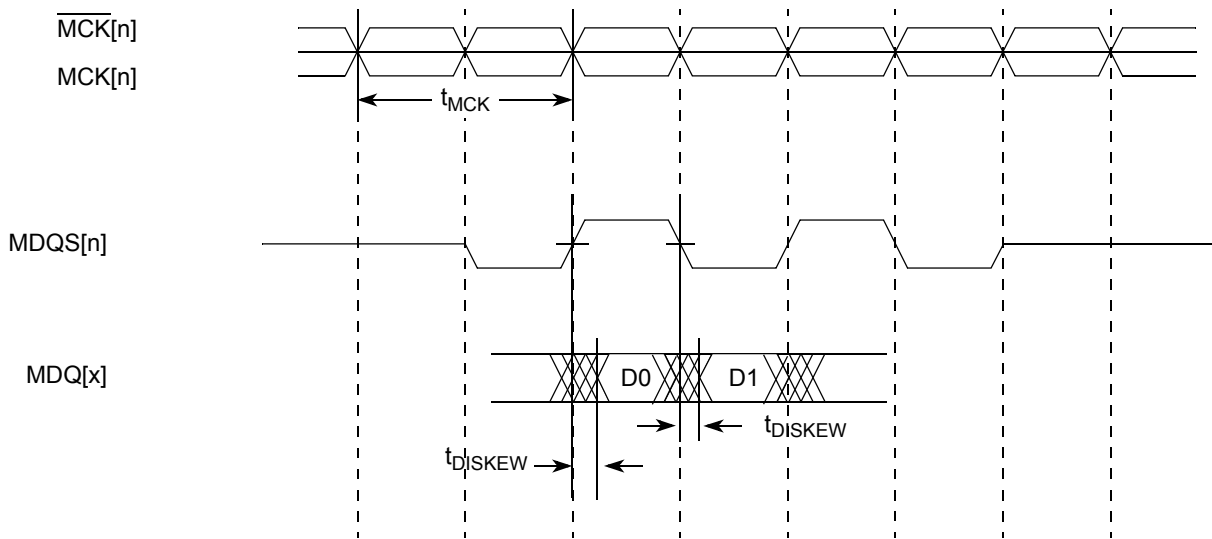 MCK[n]
MCK[n]
tMCK
MDQS[n]
MDQ[x]
D0
D1
tDISKEW
tDISKEW